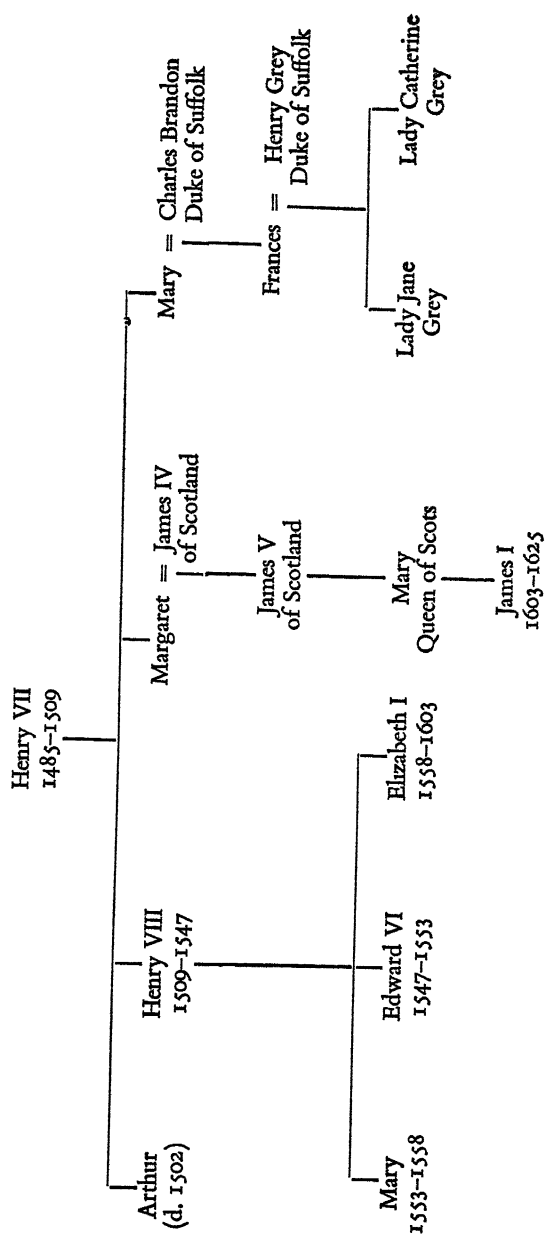 Henry VII
1485–1509
Arthur
(d. 1502)
Henry VIII
1509–1547
Margaret = James IV
of Scotland
Mary = Charles Brandon
Duke of Suffolk
James V
of Scotland
Frances = Henry Grey
Duke of Suffolk
Mary
1553–1558
Edward VI
1547–1553
Elizabeth I
1558–1603
Mary
Queen of Scots
Lady Jane
Grey
Lady Catherine
Grey
James I
1603–1625